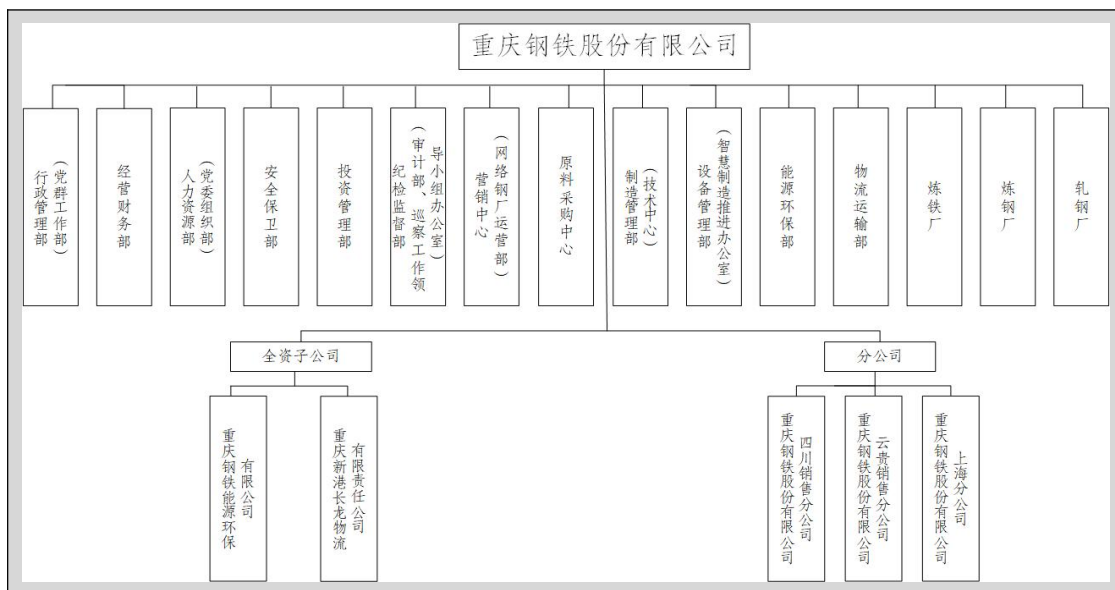 重庆钢铁股份有限公司
行政管理部
（党群工作部）
经营财务部
人力资源部
（党委组织部）
安全保卫部
投资管理部
纪检监督部
（审计部、巡察工作领
导小组办公室）
营销中心
（网络钢厂运营部）
原料采购中心
制造管理部
（技术中心）
设备管理部
（智慧制造推进办公室）
能源环保部
物流运输部
炼铁厂
炼钢厂
轧钢厂
全资子公司
分公司
重庆钢铁能源环保
有限公司
重庆新港长龙物流
有限责任公司
重庆钢铁股份有限公司
四川销售分公司
重庆钢铁股份有限公司
云贵销售分公司
重庆钢铁股份有限公司
上海分公司